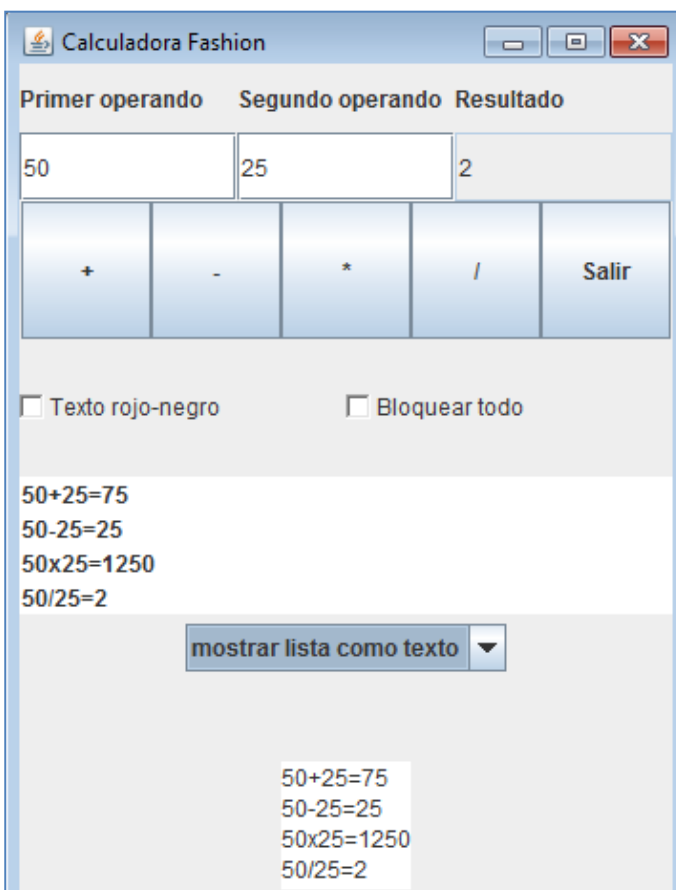 Calculadora Fashion
Primer operando Segundo operando Resultado
50 25 2
+ - * / Salir
Texto rojo-negro Bloquear todo
50+25=75
50-25=25
50x25=1250
50/25=2
mostrar lista como texto
50+25=75
50-25=25
50x25=1250
50/25=2